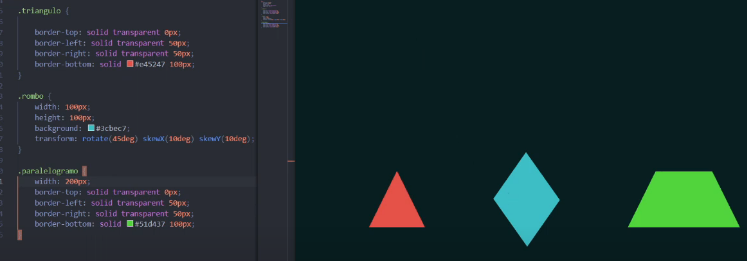 .triangulo {
border-top: solid transparent 0px;
border-left: solid transparent 50px;
border-right: solid transparent 50px;
border-bottom: solid #e45247 100px;
}
.rombo {
width: 100px;
height: 100px;
background: #3cbec7;
transform: rotate(45deg) skewX(10deg) skewY(10deg);
}
.paralelogramo {
width: 200px;
border-top: solid transparent 0px;
border-left: solid transparent 50px;
border-right: solid transparent 50px;
border-bottom: solid #51d437 100px;
}